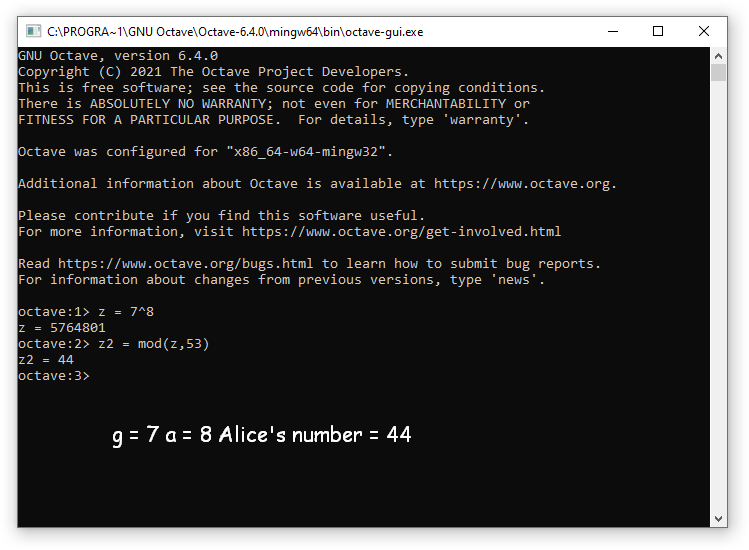 C:\PROGRA~1\GNU Octave\Octave-6.4.0\mingw64\bin\octave-gui.exe
GNU Octave, version 6.4.0
Copyright (C) 2021 The Octave Project Developers.
This is free software; see the source code for copying conditions.
There is ABSOLUTELY NO WARRANTY; not even for MERCHANTABILITY or
FITNESS FOR A PARTICULAR PURPOSE.  For details, type 'warranty'.
Octave was configured for "x86_64-w64-mingw32".
Additional information about Octave is available at https://www.octave.org.
Please contribute if you find this software useful.
For more information, visit https://www.octave.org/get-involved.html
Read https://www.octave.org/bugs.html to learn how to submit bug reports.
For information about changes from previous versions, type 'news'.
octave:1> z = 7^8
z = 5764801
octave:2> z2 = mod(z,53)
z2 = 44
octave:3>
g = 7 a = 8 Alice's number = 44